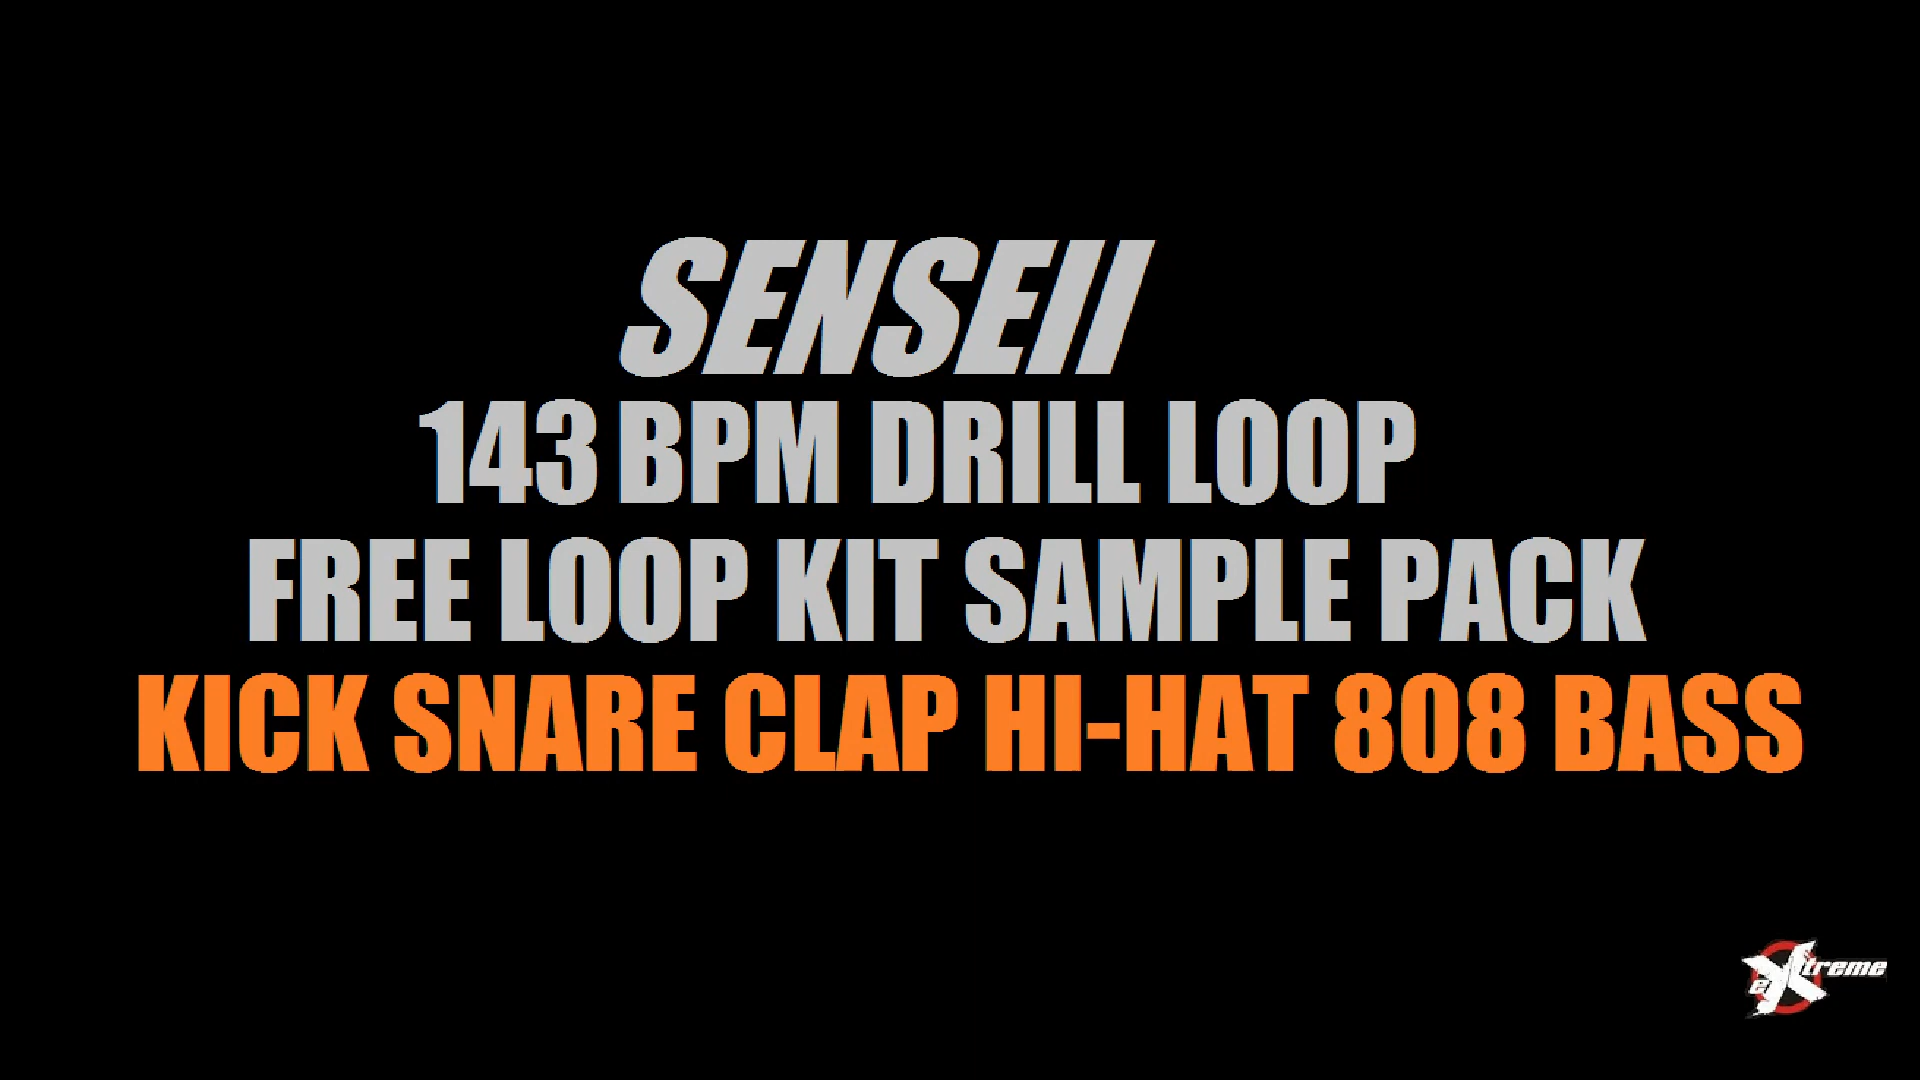 SENSEII
143 BPM DRILL LOOP
FREE LOOP KIT SAMPLE PACK
KICK SNARE CLAP HI-HAT 808 BASS
eXtreme